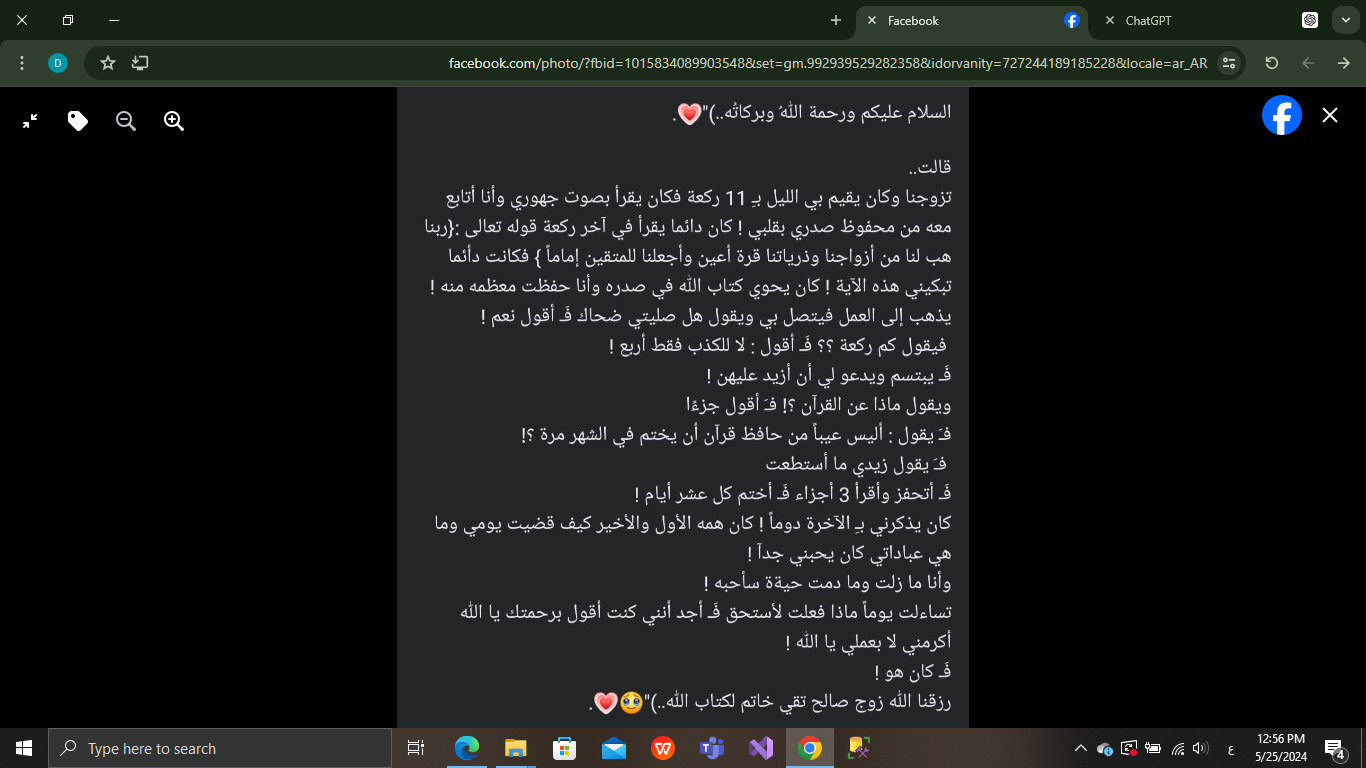 Facebook
ChatGPT
D
facebook.com/photo/?fbid=1015834089903548&set=gm.992939529282358&idorvanity=727244189185228&locale=ar_AR
السلام عليكم ورحمة اللهُ وبركاتُه..)"💗.
قالت..
تزوجنا وكان يقيم بي الليل بـِ 11 ركعة فكان يقرأ بصوت جهوري وأنا أتابع
معه من محفوظ صدري بقلبي ! كان دائما يقرأ في آخر ركعة قوله تعالى :{ربنا
هب لنا من أزواجنا وذرياتنا قرة أعين وأجعلنا للمتقين إماماً } فكانت دأئما
تبكيني هذه الآية ! كان يحوي كتاب الله في صدره وأنا حفظت معظمه منه !
يذهب إلى العمل فيتصل بي ويقول هل صليتي ضحاك فَـ أقول نعم !
فيقول كم ركعة ؟؟ فَـ أقول : لا للكذب فقط أربع !
فَـ يبتسم ويدعو لي أن أزيد عليهن !
ويقول ماذا عن القرآن ؟! فـَ أقول جزءًا
فـَ يقول : أليس عيباً من حافظ قرآن أن يختم في الشهر مرة ؟!
فـَ يقول زيدي ما أستطعت
فَـ أتحفز وأقرأ 3 أجزاء فَـ أختم كل عشر أيام !
كان يذكرني بـِ الآخرة دوماً ! كان همه الأول والأخير كيف قضيت يومي وما
هي عباداتي كان يحبني جدآ !
وأنا ما زلت وما دمت حيةة سأحبه !
تساءلت يوماً ماذا فعلت لأستحق فَـ أجد أنني كنت أقول برحمتك يا الله
أكرمني لا بعملي يا الله !
فَـ كان هو !
رزقنا الله زوج صالح تقي خاتم لكتاب الله..)"🥹💗.
Type here to search
ع
12:56 PM
5/25/2024
4